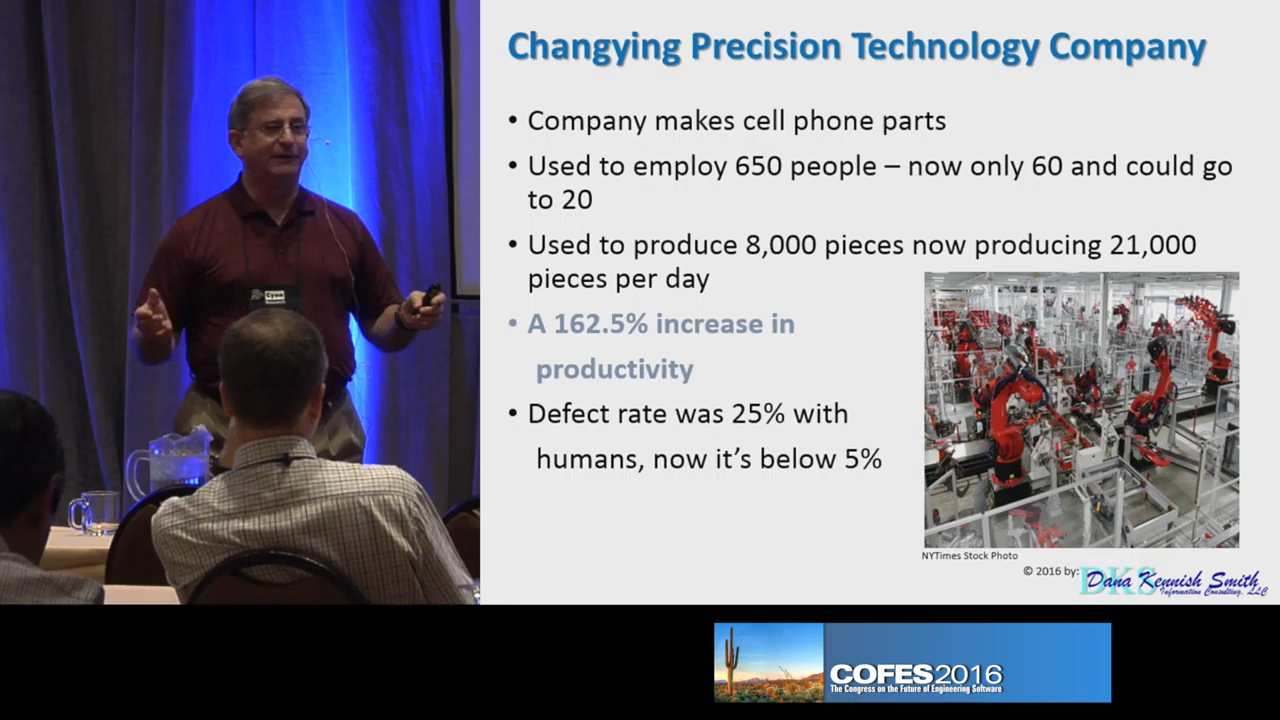 Changying Precision Technology Company
• Company makes cell phone parts
• Used to employ 650 people – now only 60 and could go
to 20
• Used to produce 8,000 pieces now producing 21,000
pieces per day
• A 162.5% increase in
productivity
• Defect rate was 25% with
humans, now it’s below 5%
NYTimes Stock Photo
© 2016 by:
DKS
Dana Kennish Smith
Information Consulting, LLC
Cyon
Research
COFES2016
The Congress on the Future of Engineering Software